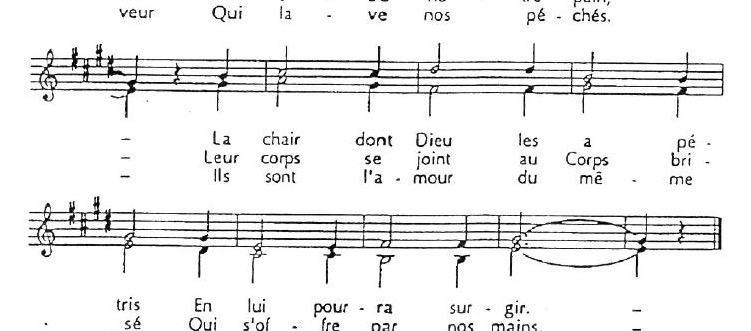 tre pain,
veur Qui la - ve nos pé - chés.
– La chair dont Dieu les a pé -
– Leur corps se joint au Corps bri -
– Ils sont l'a - mour du mê - me
tris En lui pour - ra sur - gir. –
sé Qui s'of - fre par nos mains.